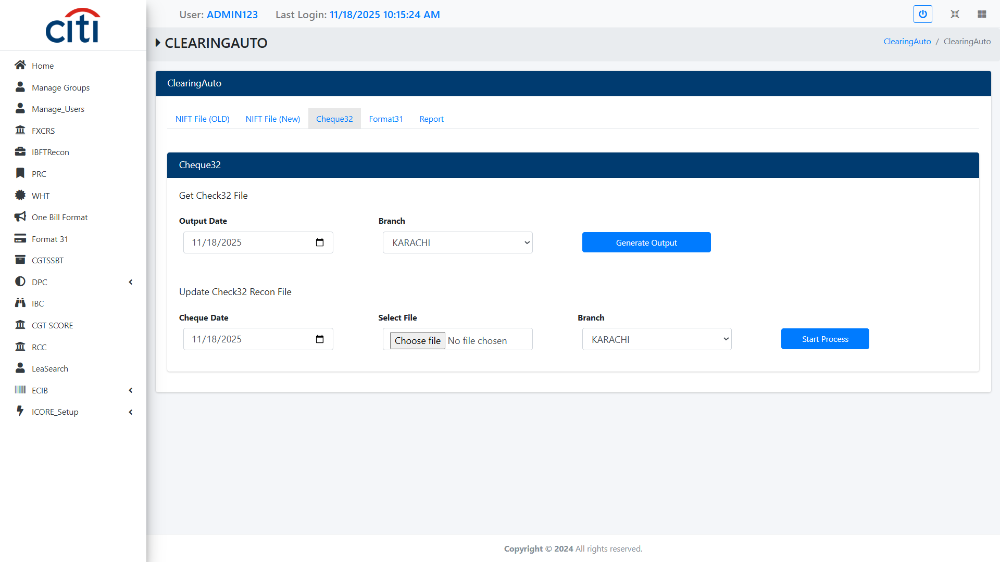 citi
User: ADMIN123 Last Login: 11/18/2025 10:15:24 AM
CLEARINGAUTO
ClearingAuto / ClearingAuto
Home
Manage Groups
Manage_Users
FXCRS
IBFTRecon
PRC
WHT
One Bill Format
Format 31
CGTSSBT
DPC
IBC
CGT SCORE
RCC
LeaSearch
ECIB
ICORE_Setup
ClearingAuto
NIFT File (OLD) NIFT File (New) Cheque32 Format31 Report
Cheque32
Get Check32 File
Output Date Branch
11/18/2025 KARACHI Generate Output
Update Check32 Recon File
Cheque Date Select File Branch
11/18/2025 Choose file No file chosen KARACHI Start Process
Copyright © 2024 All rights reserved.